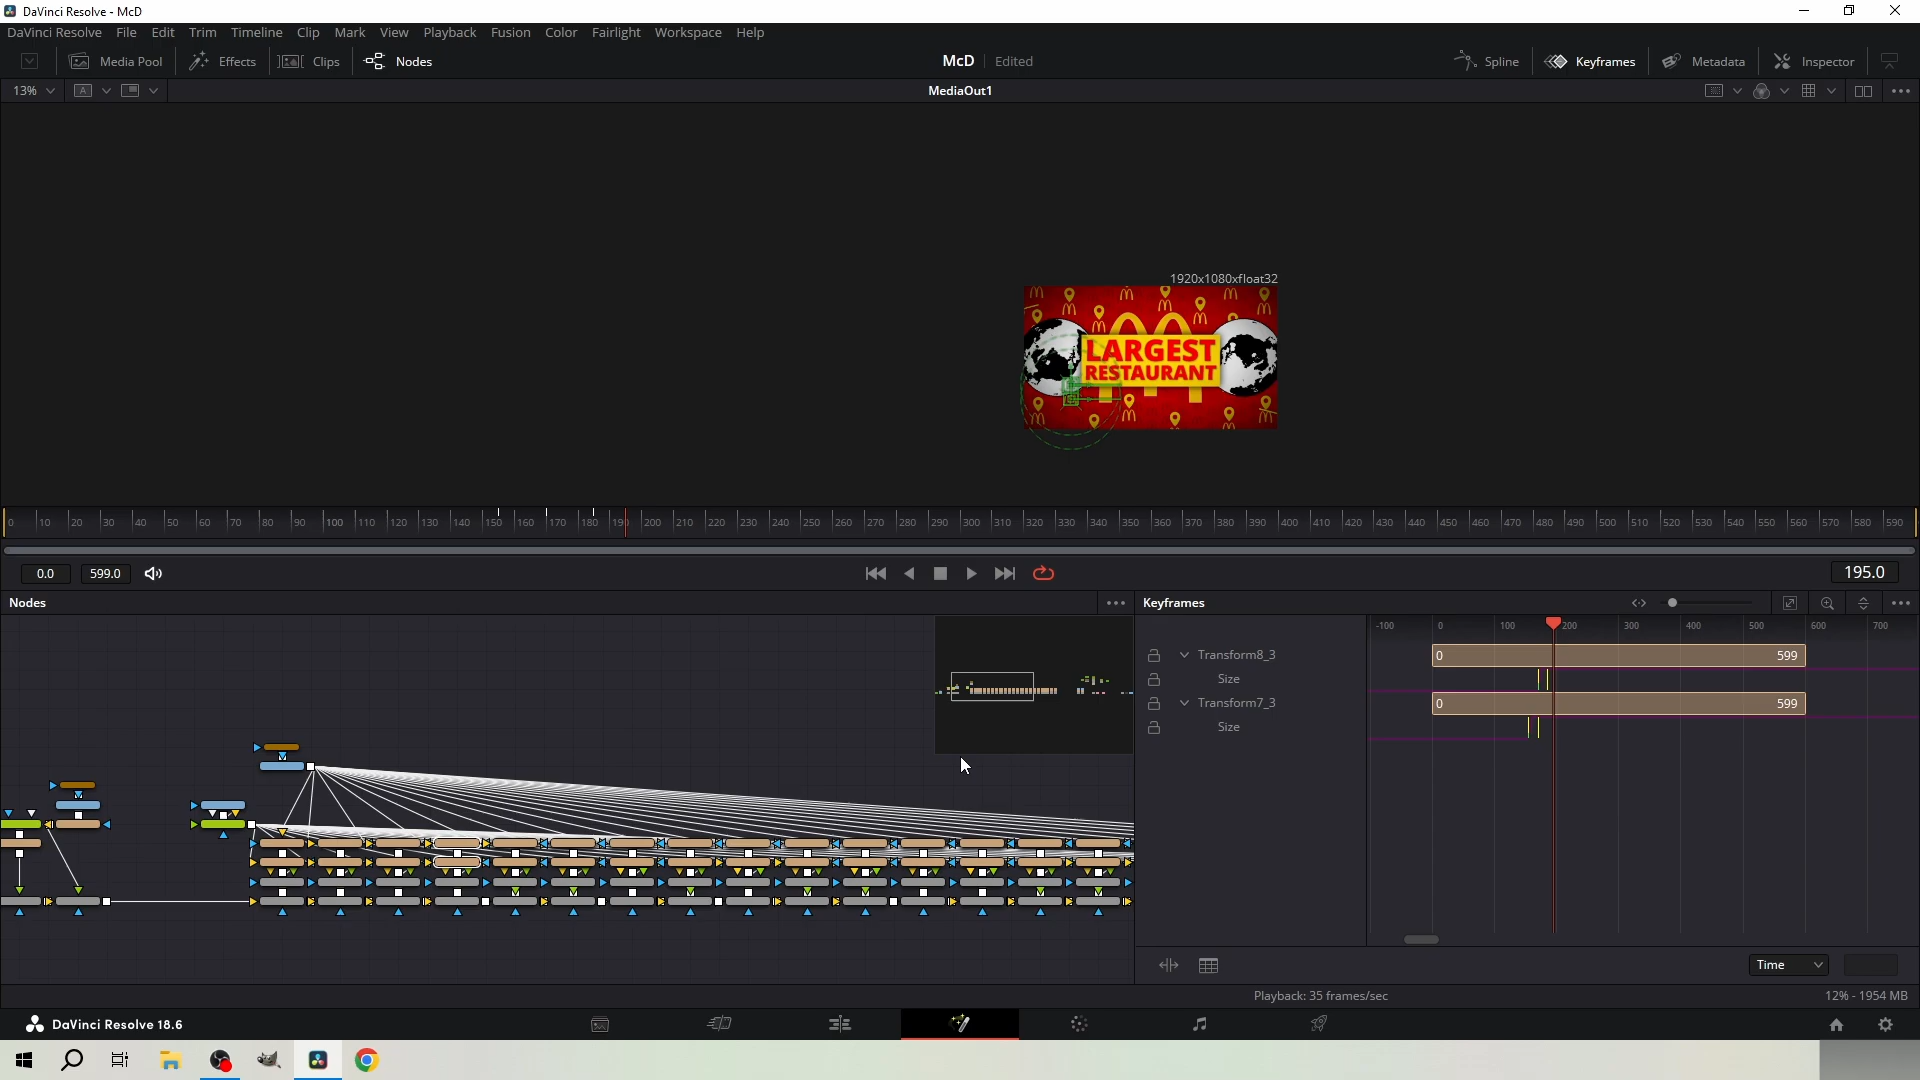 DaVinci Resolve - McD
DaVinci Resolve File Edit Trim Timeline Clip Mark View Playback Fusion Color Fairlight Workspace Help
Media Pool Effects Clips Nodes McD Edited Spline Keyframes Metadata Inspector
13% A MediaOut1
1920x1080xfloat32
LARGEST
RESTAURANT
0 10 20 30 40 50 60 70 80 90 100 110 120 130 140 150 160 170 180 190 200 210 220 230 240 250 260 270 280 290 300 310 320 330 340 350 360 370 380 390 400 410 420 430 440 450 460 470 480 490 500 510 520 530 540 550 560 570 580 590
0.0 599.0 195.0
Nodes Keyframes
-100 0 100 200 300 400 500 600 700
Transform8_3 0 599
Size
Transform7_3 0 599
Size
Time
Playback: 35 frames/sec 12% - 1954 MB
DaVinci Resolve 18.6